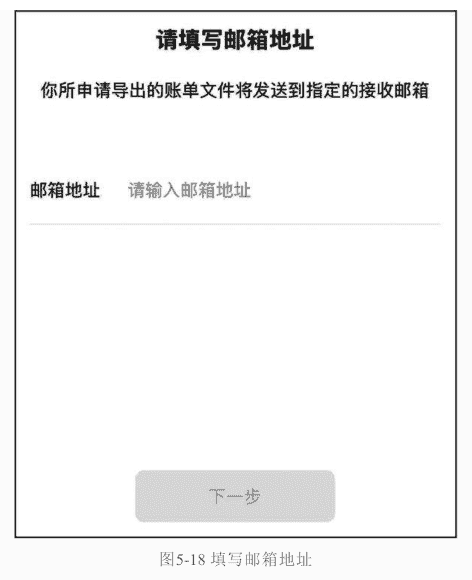 请填写邮箱地址
你所申请导出的账单文件将发送到指定的接收邮箱
邮箱地址 请输入邮箱地址
下一步
图5-18 填写邮箱地址